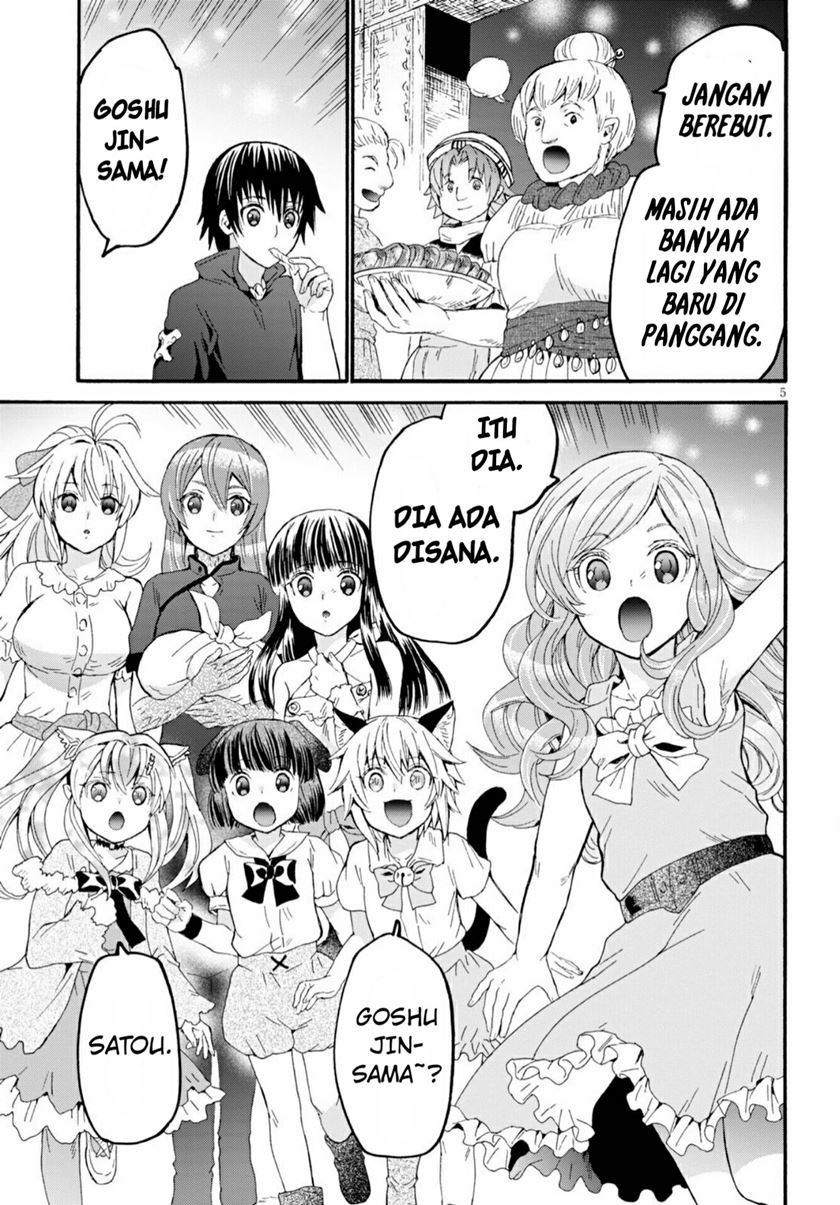 JANGAN
BEREBUT.
MASIH ADA
BANYAK
LAGI YANG
BARU DI
PANGGANG.
GOSHU
JIN-
SAMA!
5
ITU
DIA.
DIA ADA
DISANA.
GOSHU
JIN-
SAMA~?
SATOU.